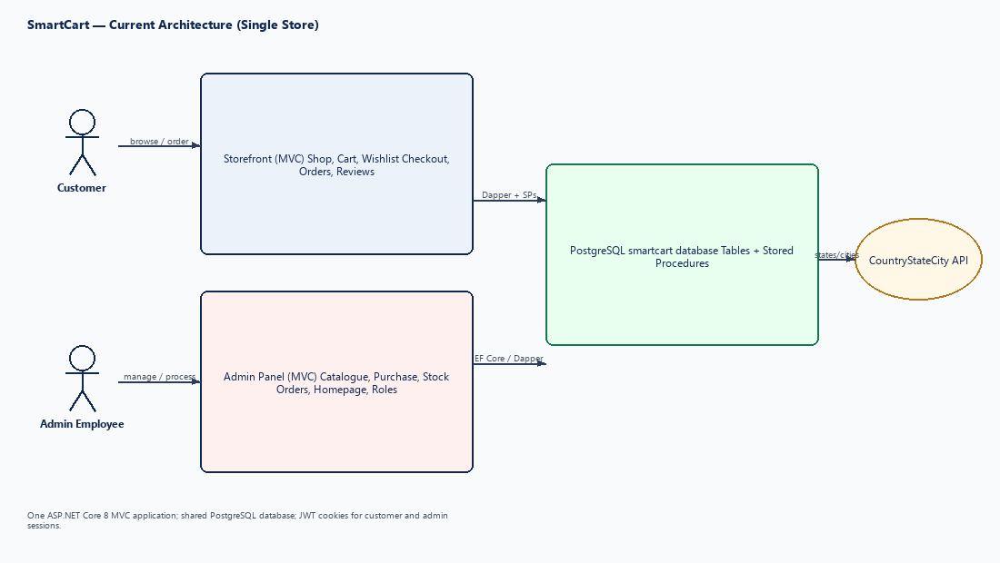 SmartCart — Current Architecture (Single Store)
browse / order
Customer
Storefront (MVC) Shop, Cart, Wishlist Checkout,
Orders, Reviews
Dapper + SPs
PostgreSQL smartcart database Tables + Stored
Procedures
states/cities
CountryStateCity API
manage / process
Admin Employee
Admin Panel (MVC) Catalogue, Purchase, Stock
Orders, Homepage, Roles
EF Core / Dapper
One ASP.NET Core 8 MVC application; shared PostgreSQL database; JWT cookies for customer and admin
sessions.